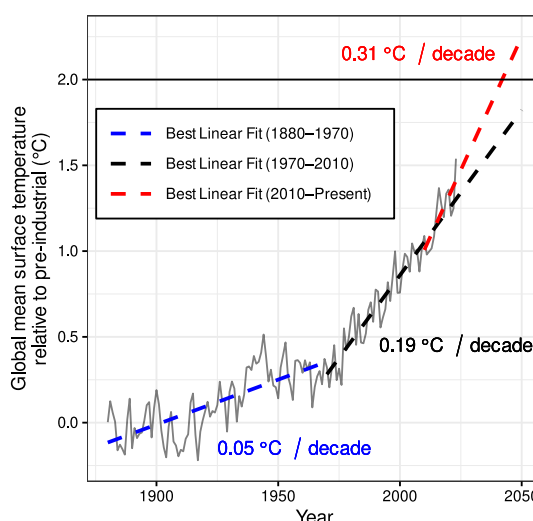 0.31 °C / decade
2.0
Best Linear Fit (1880–1970)
Best Linear Fit (1970–2010)
Best Linear Fit (2010–Present)
1.5
1.0
0.5
0.0
Global mean surface temperature
relative to pre-industrial (°C)
0.19 °C / decade
0.05 °C / decade
1900
1950
2000
2050
Year